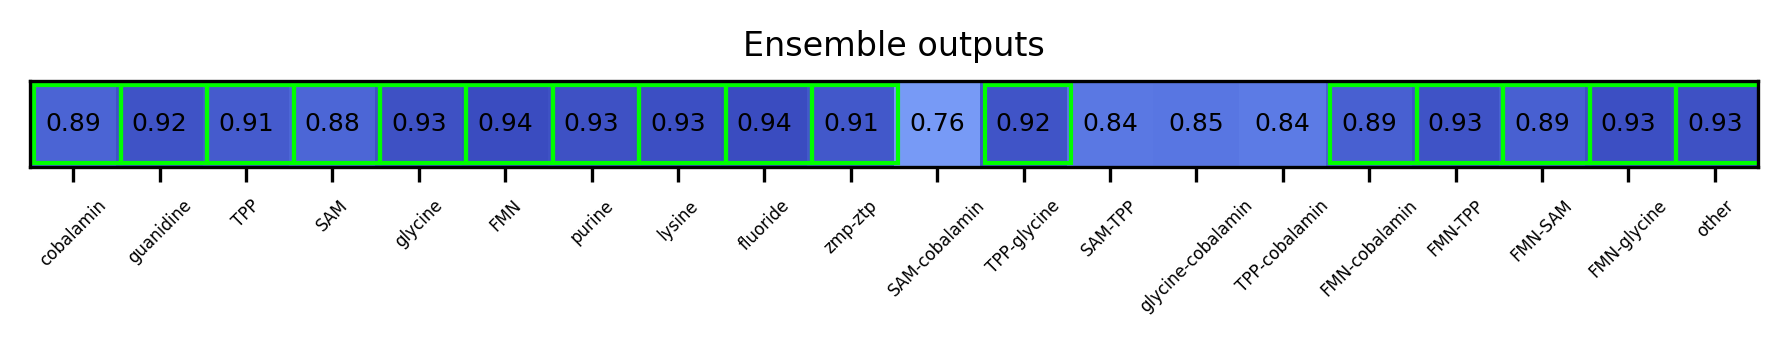 Ensemble outputs
0.89 0.92 0.91 0.88 0.93 0.94 0.93 0.93 0.94 0.91 0.76 0.92 0.84 0.85 0.84 0.89 0.93 0.89 0.93 0.93
cobalamin guanidine TPP SAM glycine FMN purine lysine fluoride zmp-ztp SAM-cobalamin TPP-glycine SAM-TPP glycine-cobalamin TPP-cobalamin FMN-cobalamin FMN-TPP FMN-SAM FMN-glycine other